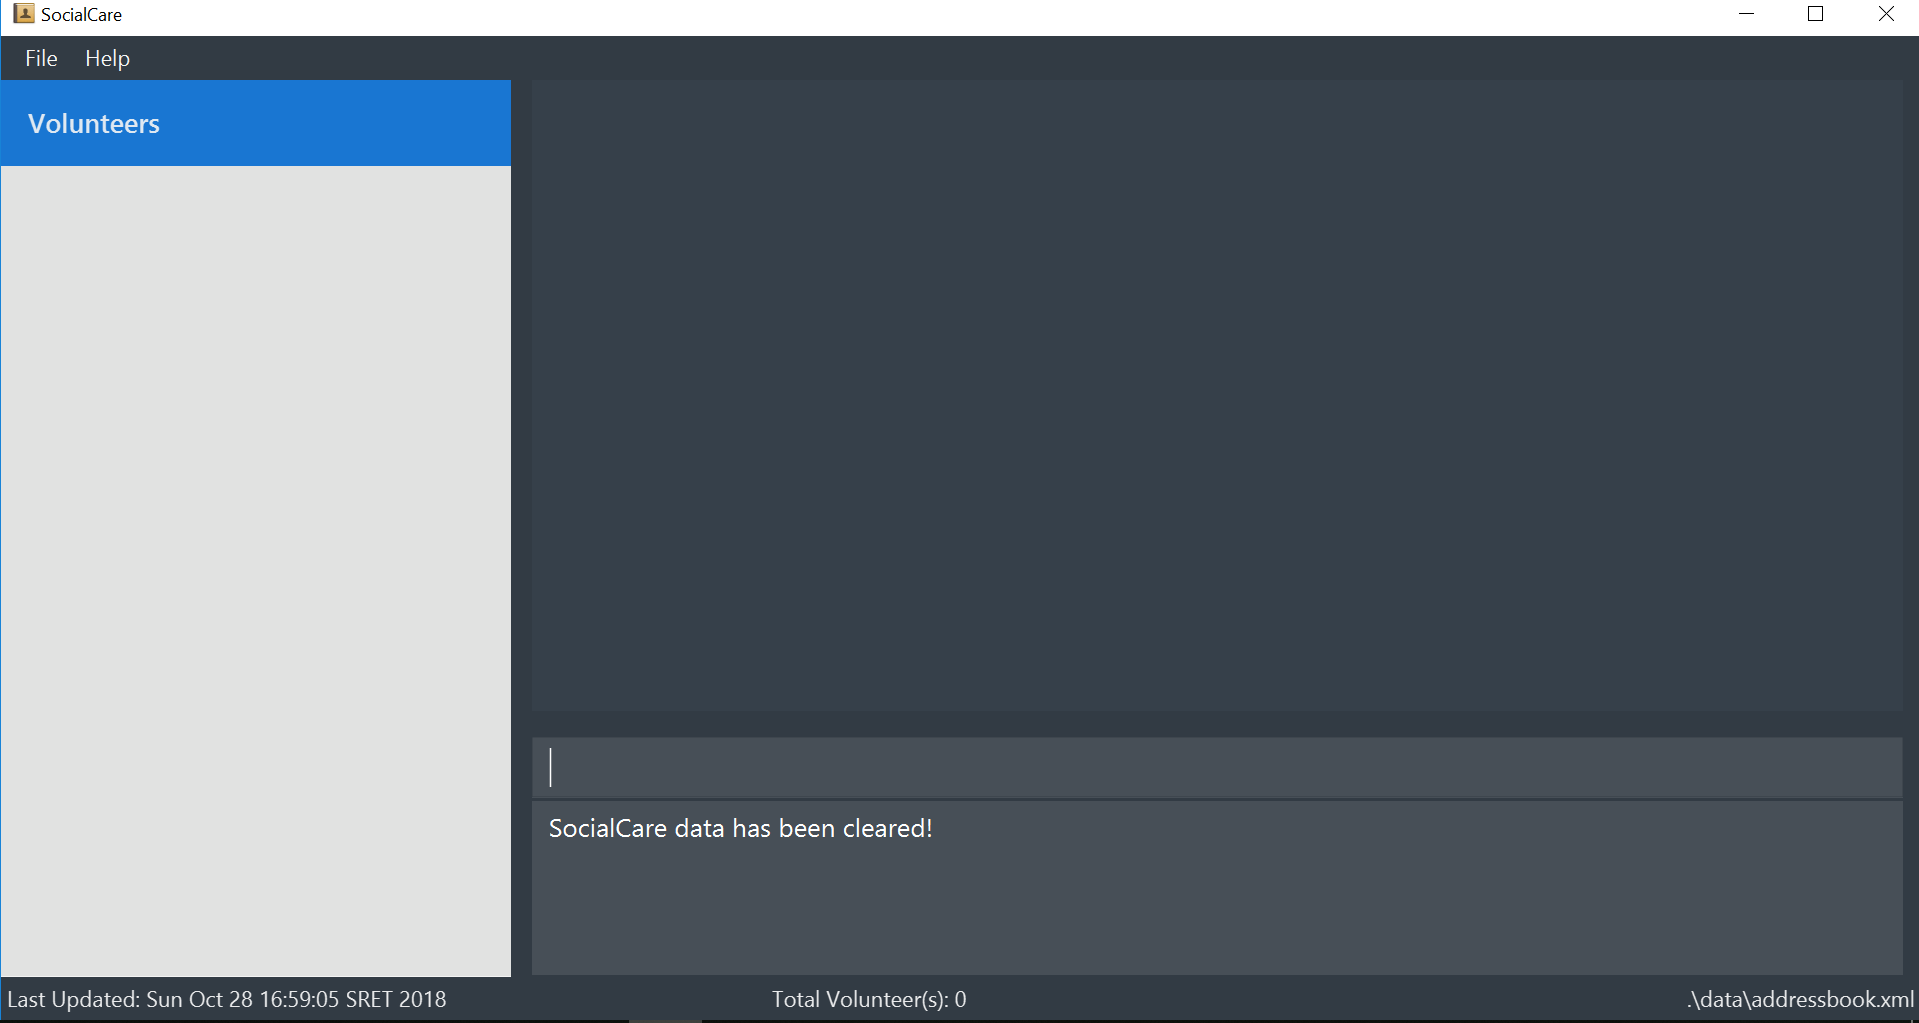 SocialCare
File Help
Volunteers
SocialCare data has been cleared!
Last Updated: Sun Oct 28 16:59:05 SRET 2018
Total Volunteer(s): 0
.\data\addressbook.xml